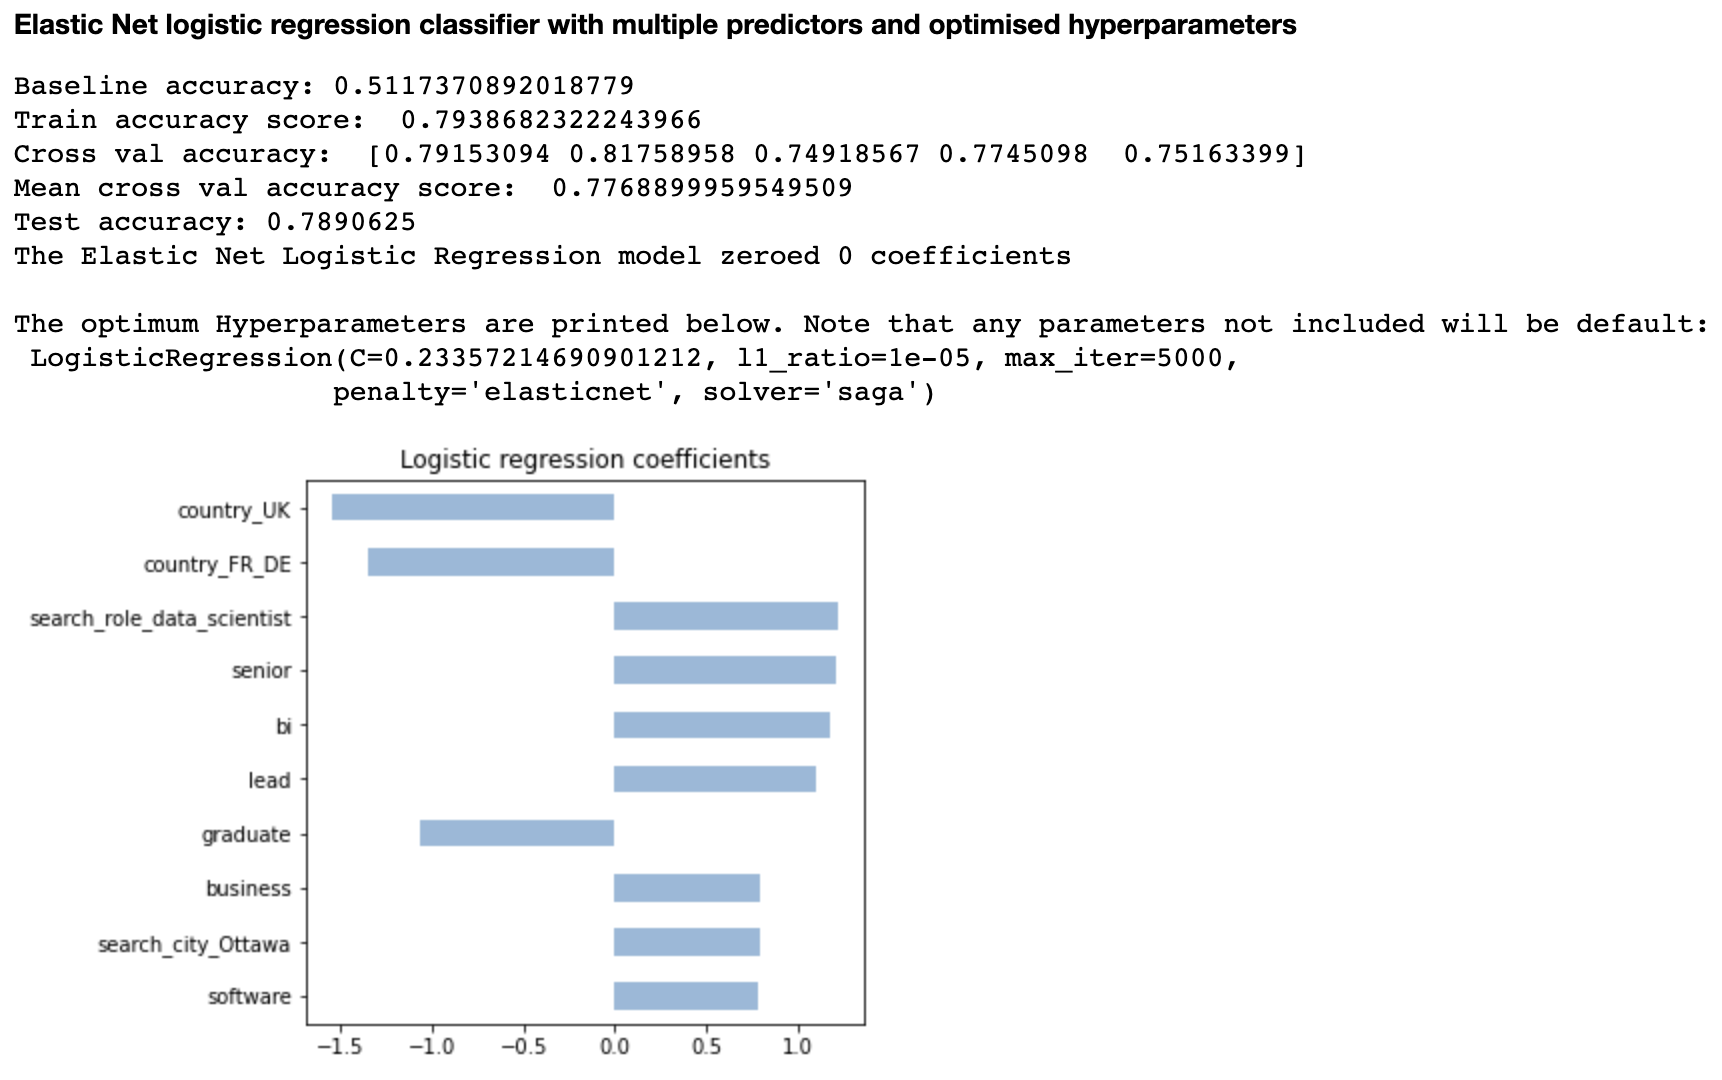 Elastic Net logistic regression classifier with multiple predictors and optimised hyperparameters
Baseline accuracy: 0.5117370892018779
Train accuracy score:  0.7938682322243966
Cross val accuracy:  [0.79153094 0.81758958 0.74918567 0.7745098  0.75163399]
Mean cross val accuracy score:  0.7768899959549509
Test accuracy: 0.7890625
The Elastic Net Logistic Regression model zeroed 0 coefficients
The optimum Hyperparameters are printed below. Note that any parameters not included will be default:
LogisticRegression(C=0.23357214690901212, l1_ratio=1e-05, max_iter=5000,
penalty='elasticnet', solver='saga')
Logistic regression coefficients
country_UK
country_FR_DE
search_role_data_scientist
senior
bi
lead
graduate
business
search_city_Ottawa
software
−1.5 −1.0 −0.5 0.0 0.5 1.0